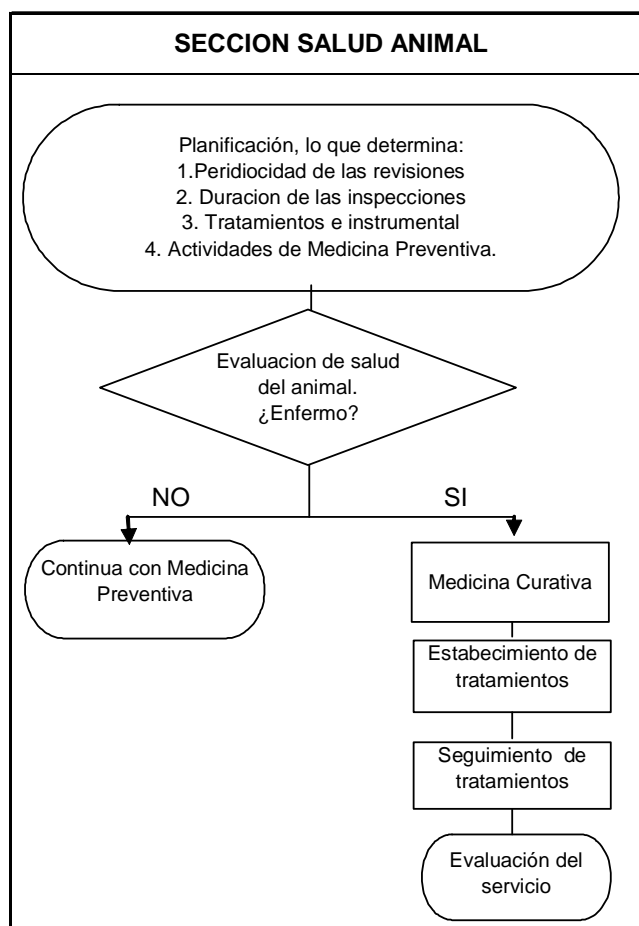 SECCION SALUD ANIMAL
Planificación, lo que determina:
1.Peridiocidad de las revisiones
2. Duracion de las inspecciones
3. Tratamientos e instrumental
4. Actividades de Medicina Preventiva.
Evaluacion de salud
del animal.
¿Enfermo?
NO
SI
Continua con Medicina
Preventiva
Medicina Curativa
Estabecimiento de
tratamientos
Seguimiento de
tratamientos
Evaluación del
servicio